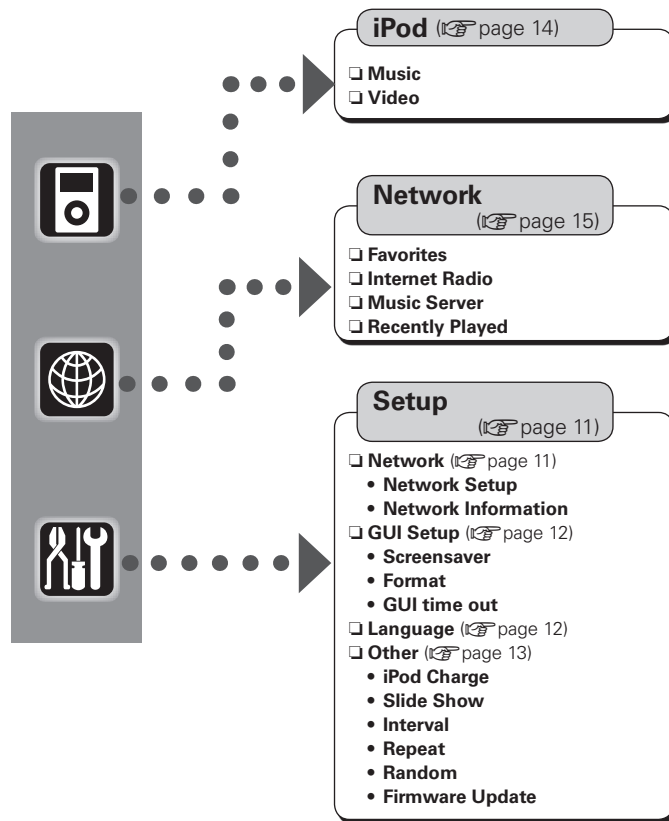 iPod (☞ page 14)
❏ Music
❏ Video
Network
(☞ page 15)
❏ Favorites
❏ Internet Radio
❏ Music Server
❏ Recently Played
Setup
(☞ page 11)
❏ Network (☞ page 11)
• Network Setup
• Network Information
❏ GUI Setup (☞ page 12)
• Screensaver
• Format
• GUI time out
❏ Language (☞ page 12)
❏ Other (☞ page 13)
• iPod Charge
• Slide Show
• Interval
• Repeat
• Random
• Firmware Update